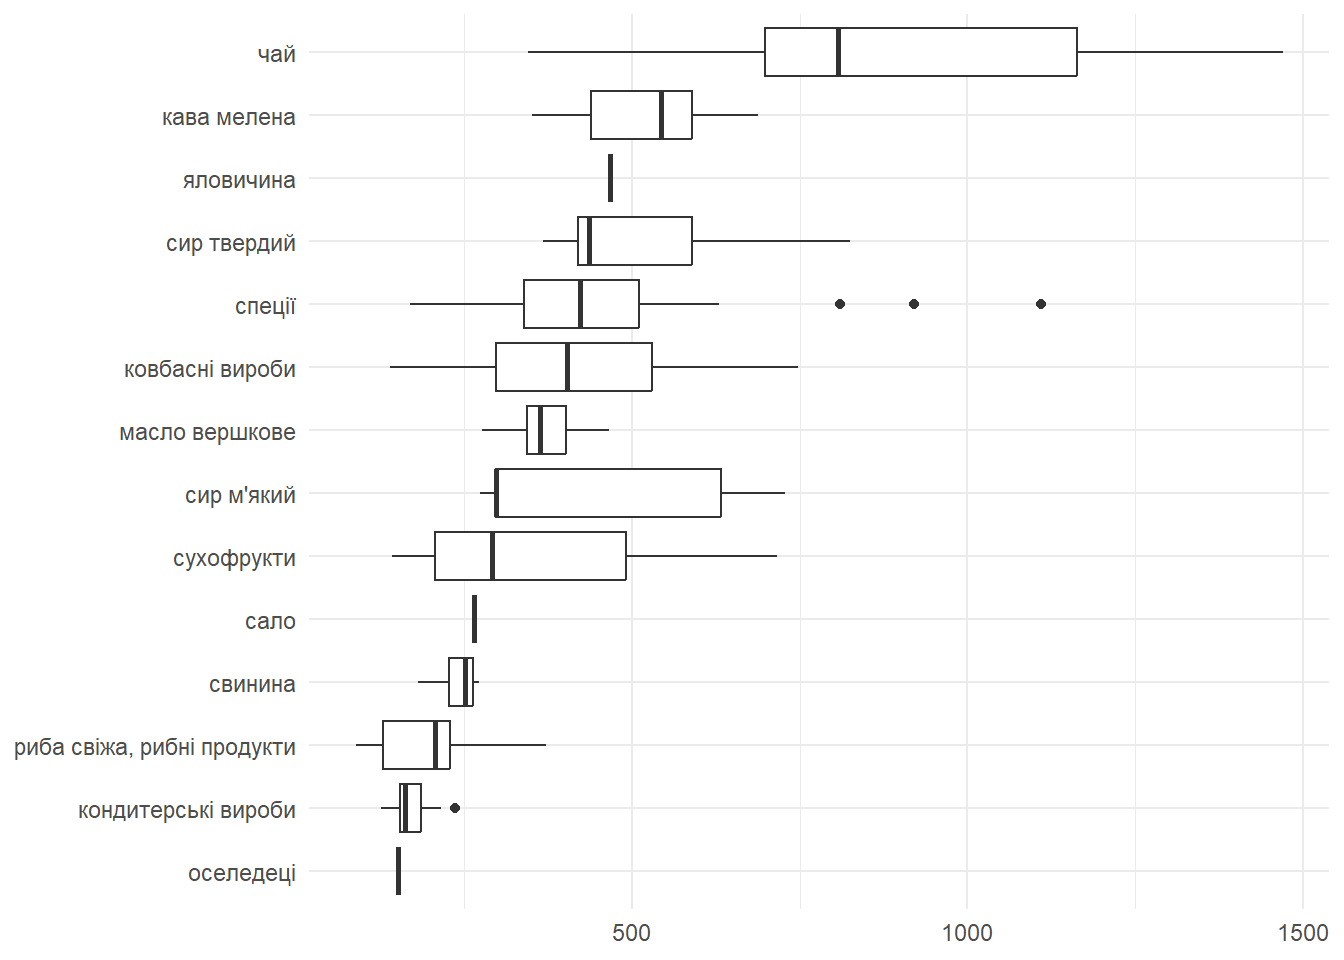 чай
кава мелена
яловичина
сир твердий
спеції
ковбасні вироби
масло вершкове
сир м'який
сухофрукти
сало
свинина
риба свіжа, рибні продукти
кондитерські вироби
оселедеці
500 1000 1500